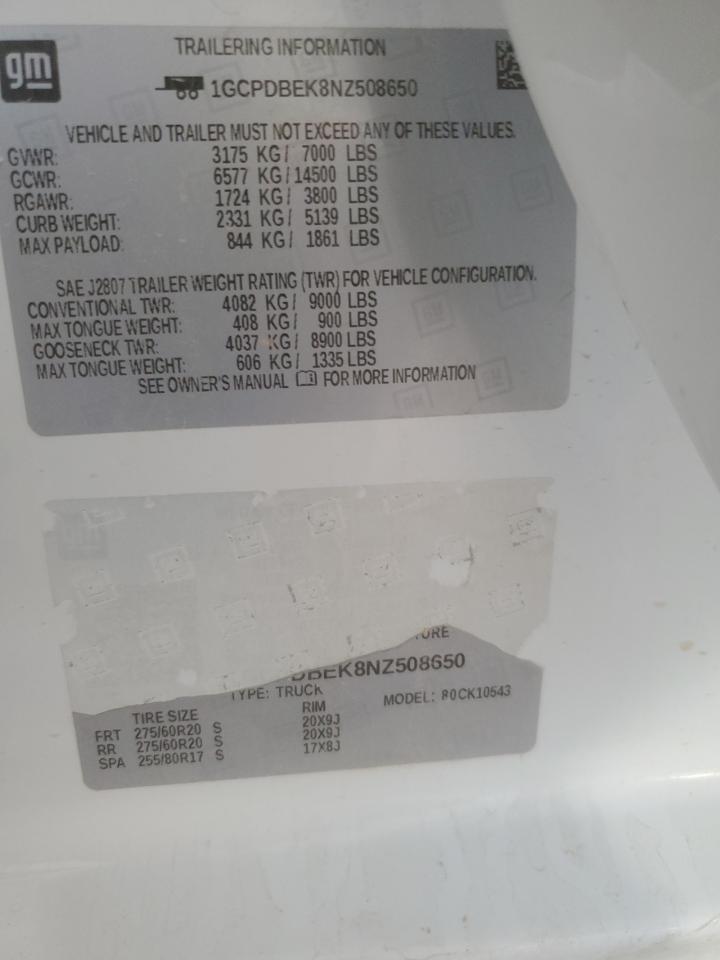 gm
TRAILERING INFORMATION
1GCPDBEK8NZ508650
VEHICLE AND TRAILER MUST NOT EXCEED ANY OF THESE VALUES.
GVWR: 3175 KG/ 7000 LBS
GCWR: 6577 KG/ 14500 LBS
RGAWR: 1724 KG/ 3800 LBS
CURB WEIGHT: 2331 KG/ 5139 LBS
MAX PAYLOAD: 844 KG/ 1861 LBS
SAE J2807 TRAILER WEIGHT RATING (TWR) FOR VEHICLE CONFIGURATION.
CONVENTIONAL TWR: 4082 KG/ 9000 LBS
MAX TONGUE WEIGHT: 408 KG/ 900 LBS
GOOSENECK TWR: 4037 KG/ 8900 LBS
MAX TONGUE WEIGHT: 606 KG/ 1335 LBS
SEE OWNER'S MANUAL FOR MORE INFORMATION
DBEK8NZ508650
TYPE: TRUCK MODEL: 80CK10543
TIRE SIZE RIM
FRT 275/60R20 S 20X9J
RR 275/60R20 S 20X9J
SPA 255/80R17 S 17X8J